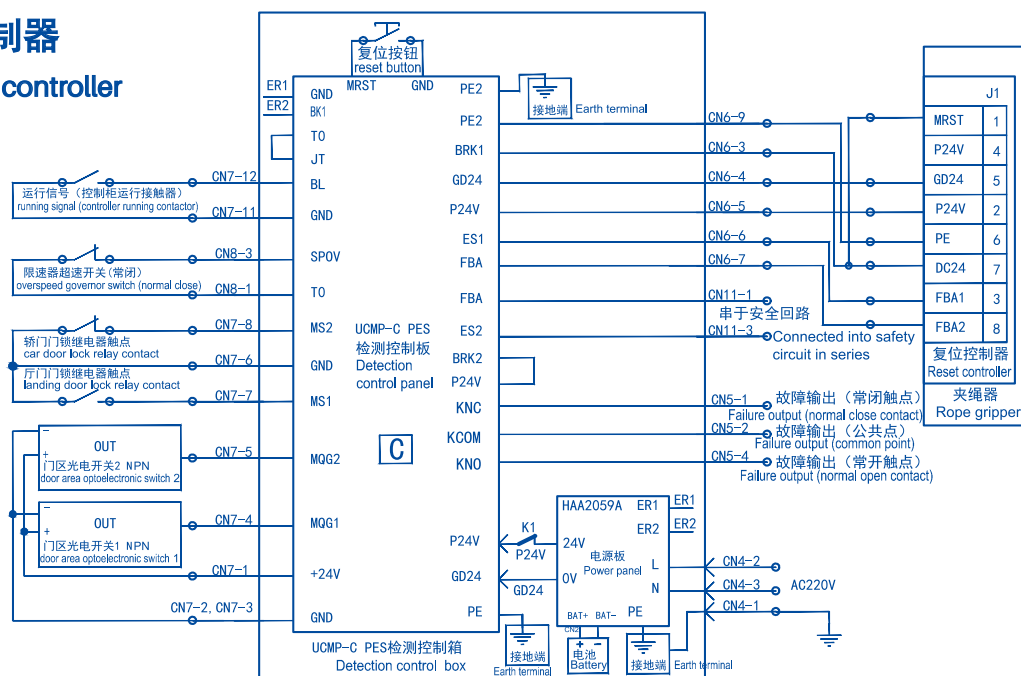 制器
controller
复位按钮
reset button
MRST
GND
ER1
ER2
GND
BK1
TO
JT
BL
GND
SPOV
TO
MS2
GND
MS1
MQG2
MQG1
+24V
GND
PE2
PE2
BRK1
GD24
P24V
ES1
FBA
FBA
ES2
BRK2
P24V
KNC
KCOM
KNO
P24V
GD24
PE
UCMP-C PES
检测控制板
Detection
control panel
C
UCMP-C PES检测控制箱
Detection control box
接地端
Earth terminal
CN7-12
运行信号（控制柜运行接触器）
running signal (controller running contactor)
CN7-11
CN8-3
限速器超速开关(常闭)
overspeed governor switch (normal close)
CN8-1
CN7-8
轿门门锁继电器触点
car door lock relay contact
CN7-6
厅门门锁继电器触点
landing door lock relay contact
CN7-7
−
+
OUT
门区光电开关2 NPN
door area optoelectronic switch 2
CN7-5
−
+
OUT
门区光电开关1 NPN
door area optoelectronic switch 1
CN7-4
CN7-1
CN7-2, CN7-3
CN6-9
CN6-3
CN6-4
CN6-5
CN6-6
CN6-7
CN11-1
串于安全回路
CN11-3
Connected into safety
circuit in series
CN5-1
故障输出（常闭触点）
Failure output (normal close contact)
CN5-2
故障输出（公共点）
Failure output (common point)
CN5-4
故障输出（常开触点）
Failure output (normal open contact)
J1
MRST 1
P24V 4
GD24 5
P24V 2
PE 6
DC24 7
FBA1 3
FBA2 8
复位控制器
Reset controller
夹绳器
Rope gripper
HAA2059A
ER1
ER1
ER2
ER2
K1
P24V
24V
电源板
Power panel
L
0V
GD24
N
BAT+ BAT−
PE
CN2
+ −
电池
Battery
接地端
Earth terminal
接地端
Earth terminal
CN4-2
CN4-3
AC220V
CN4-1